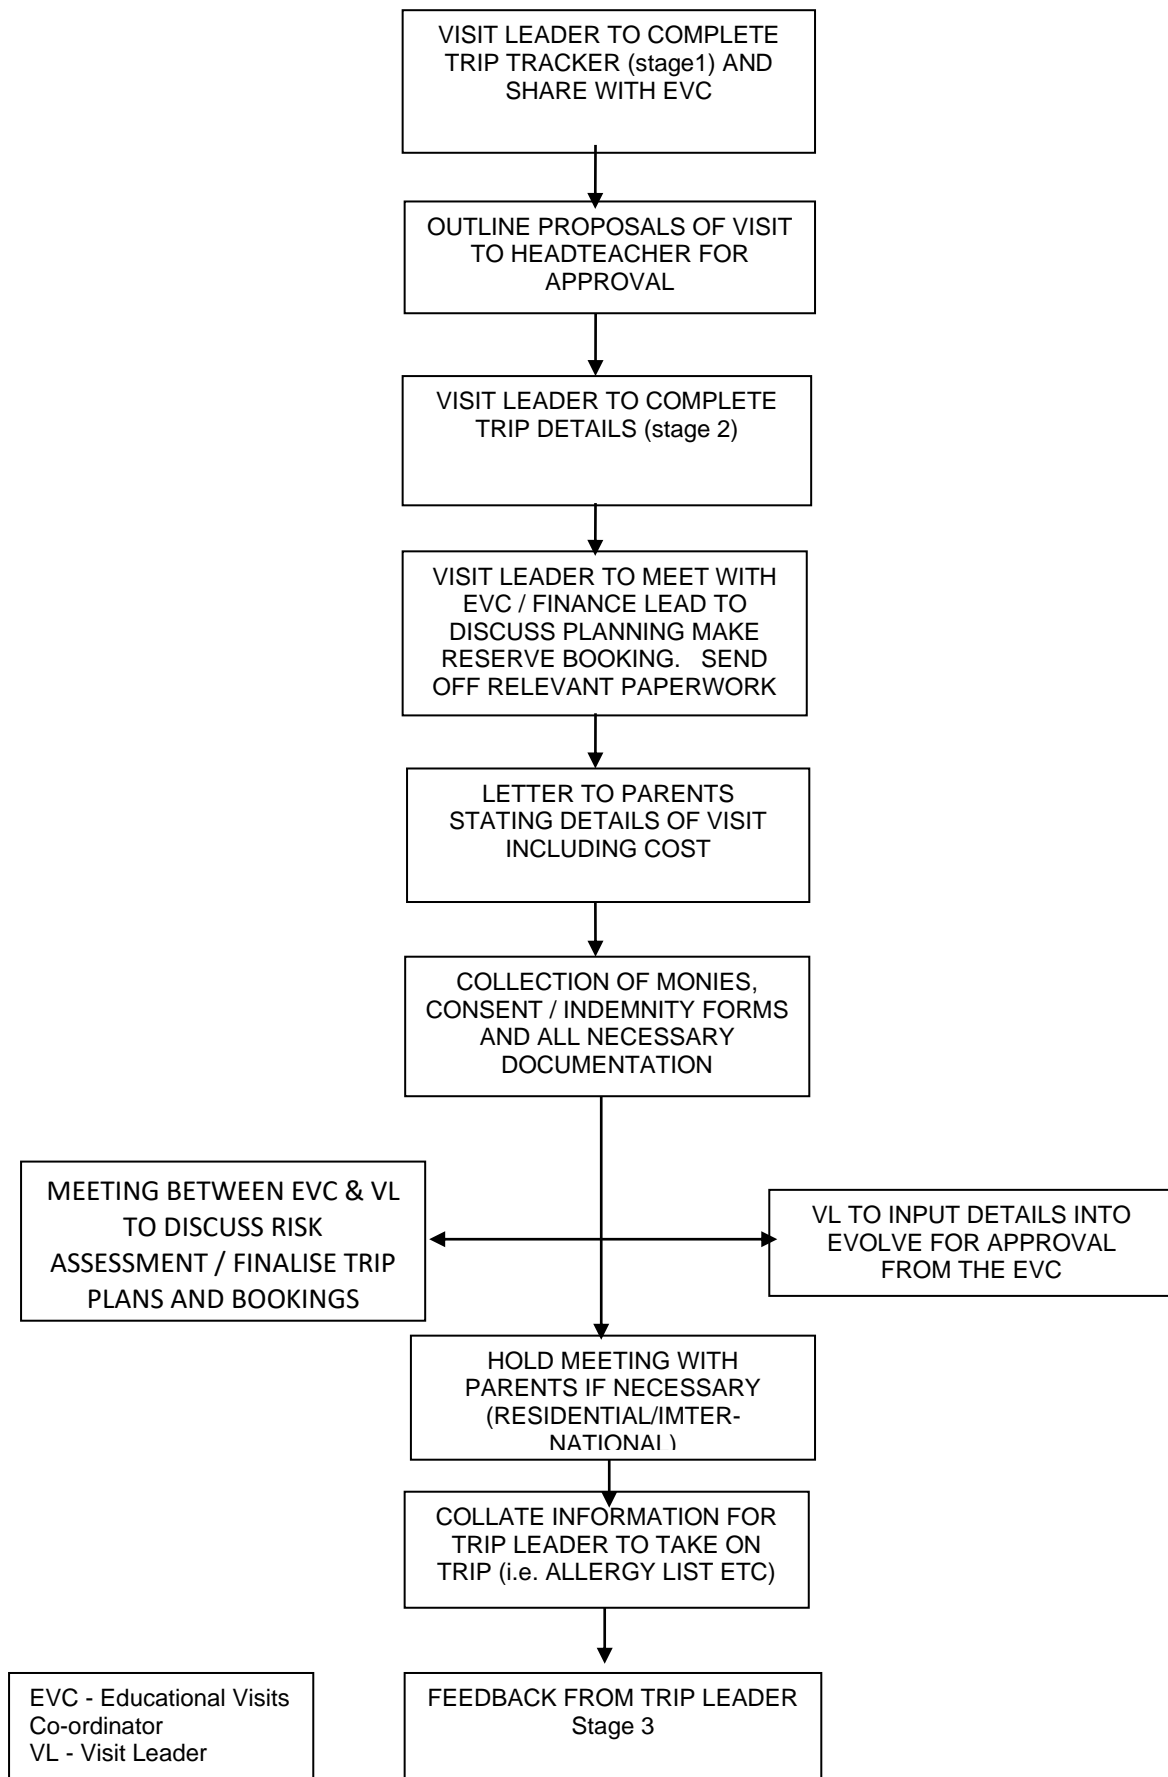 VISIT LEADER TO COMPLETE
TRIP TRACKER (stage1) AND
SHARE WITH EVC
OUTLINE PROPOSALS OF VISIT
TO HEADTEACHER FOR
APPROVAL
VISIT LEADER TO COMPLETE
TRIP DETAILS (stage 2)
VISIT LEADER TO MEET WITH
EVC / FINANCE LEAD TO
DISCUSS PLANNING MAKE
RESERVE BOOKING.   SEND
OFF RELEVANT PAPERWORK
LETTER TO PARENTS
STATING DETAILS OF VISIT
INCLUDING COST
COLLECTION OF MONIES,
CONSENT / INDEMNITY FORMS
AND ALL NECESSARY
DOCUMENTATION
MEETING BETWEEN EVC & VL
TO DISCUSS RISK
ASSESSMENT / FINALISE TRIP
PLANS AND BOOKINGS
VL TO INPUT DETAILS INTO
EVOLVE FOR APPROVAL
FROM THE EVC
HOLD MEETING WITH
PARENTS IF NECESSARY
(RESIDENTIAL/IMTER-
NATIONAL)
COLLATE INFORMATION FOR
TRIP LEADER TO TAKE ON
TRIP (i.e. ALLERGY LIST ETC)
FEEDBACK FROM TRIP LEADER
Stage 3
EVC - Educational Visits
Co-ordinator
VL - Visit Leader